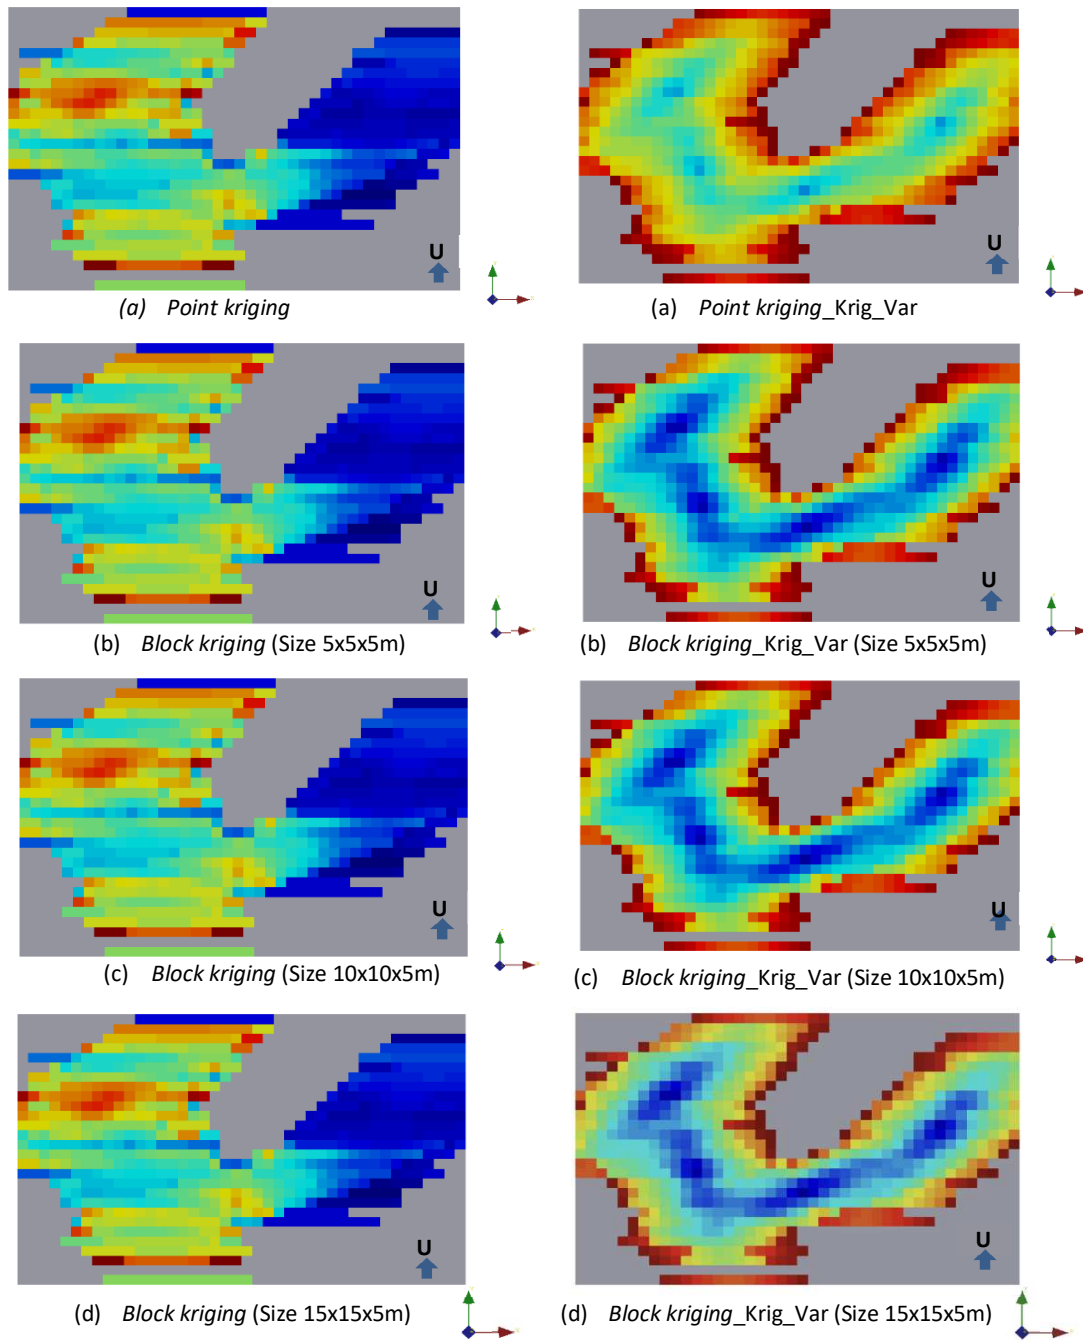 U
U
(a) Point kriging
(a) Point kriging_Krig_Var
U
U
(b) Block kriging (Size 5x5x5m)
(b) Block kriging_Krig_Var (Size 5x5x5m)
U
U
(c) Block kriging (Size 10x10x5m)
(c) Block kriging_Krig_Var (Size 10x10x5m)
U
U
(d) Block kriging (Size 15x15x5m)
(d) Block kriging_Krig_Var (Size 15x15x5m)